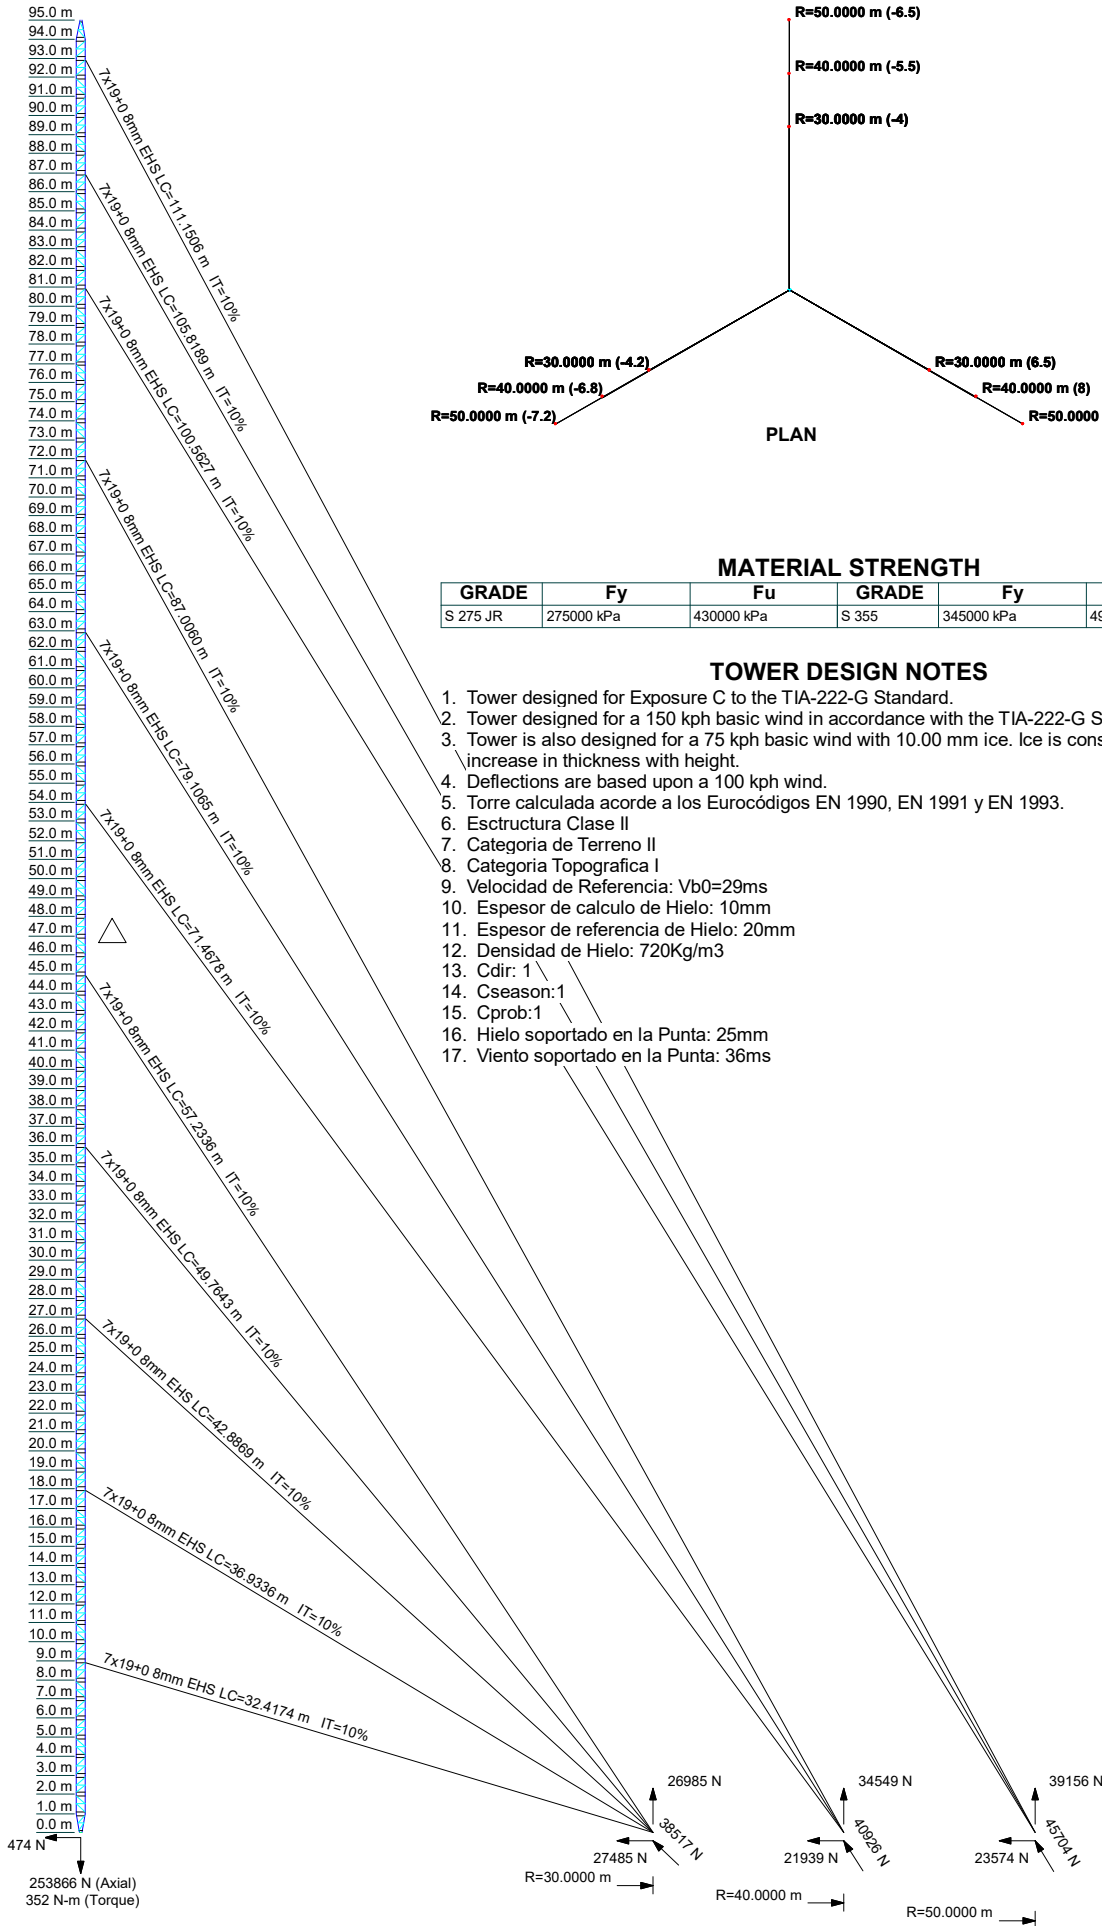 95.0 m
94.0 m
93.0 m
92.0 m
91.0 m
90.0 m
89.0 m
88.0 m
87.0 m
86.0 m
85.0 m
84.0 m
83.0 m
82.0 m
81.0 m
80.0 m
79.0 m
78.0 m
77.0 m
76.0 m
75.0 m
74.0 m
73.0 m
72.0 m
71.0 m
70.0 m
69.0 m
68.0 m
67.0 m
66.0 m
65.0 m
64.0 m
63.0 m
62.0 m
61.0 m
60.0 m
59.0 m
58.0 m
57.0 m
56.0 m
55.0 m
54.0 m
53.0 m
52.0 m
51.0 m
50.0 m
49.0 m
48.0 m
47.0 m
46.0 m
45.0 m
44.0 m
43.0 m
42.0 m
41.0 m
40.0 m
39.0 m
38.0 m
37.0 m
36.0 m
35.0 m
34.0 m
33.0 m
32.0 m
31.0 m
30.0 m
29.0 m
28.0 m
27.0 m
26.0 m
25.0 m
24.0 m
23.0 m
22.0 m
21.0 m
20.0 m
19.0 m
18.0 m
17.0 m
16.0 m
15.0 m
14.0 m
13.0 m
12.0 m
11.0 m
10.0 m
9.0 m
8.0 m
7.0 m
6.0 m
5.0 m
4.0 m
3.0 m
2.0 m
1.0 m
0.0 m
7x19+0 8mm EHS LC=111.1506 m IT=10%
7x19+0 8mm EHS LC=105.8189 m IT=10%
7x19+0 8mm EHS LC=100.5627 m IT=10%
7x19+0 8mm EHS LC=87.0060 m IT=10%
7x19+0 8mm EHS LC=79.1065 m IT=10%
7x19+0 8mm EHS LC=71.4678 m IT=10%
7x19+0 8mm EHS LC=57.2336 m IT=10%
7x19+0 8mm EHS LC=49.7643 m IT=10%
7x19+0 8mm EHS LC=42.8869 m IT=10%
7x19+0 8mm EHS LC=36.9336 m IT=10%
7x19+0 8mm EHS LC=32.4174 m IT=10%
R=50.0000 m (-6.5)
R=40.0000 m (-5.5)
R=30.0000 m (-4)
R=30.0000 m (-4.2)
R=40.0000 m (-6.8)
R=50.0000 m (-7.2)
R=30.0000 m (6.5)
R=40.0000 m (8)
R=50.0000
PLAN
MATERIAL STRENGTH
GRADE Fy Fu GRADE Fy
S 275 JR 275000 kPa 430000 kPa S 355 345000 kPa 49
TOWER DESIGN NOTES
1. Tower designed for Exposure C to the TIA-222-G Standard.
2. Tower designed for a 150 kph basic wind in accordance with the TIA-222-G S
3. Tower is also designed for a 75 kph basic wind with 10.00 mm ice. Ice is cons
increase in thickness with height.
4. Deflections are based upon a 100 kph wind.
5. Torre calculada acorde a los Eurocódigos EN 1990, EN 1991 y EN 1993.
6. Esctructura Clase II
7. Categoria de Terreno II
8. Categoria Topografica I
9. Velocidad de Referencia: Vb0=29ms
10. Espesor de calculo de Hielo: 10mm
11. Espesor de referencia de Hielo: 20mm
12. Densidad de Hielo: 720Kg/m3
13. Cdir: 1
14. Cseason:1
15. Cprob:1
16. Hielo soportado en la Punta: 25mm
17. Viento soportado en la Punta: 36ms
474 N
253866 N (Axial)
352 N-m (Torque)
26985 N
38517 N
27485 N
R=30.0000 m
34549 N
40926 N
21939 N
R=40.0000 m
39156 N
45704 N
23574 N
R=50.0000 m